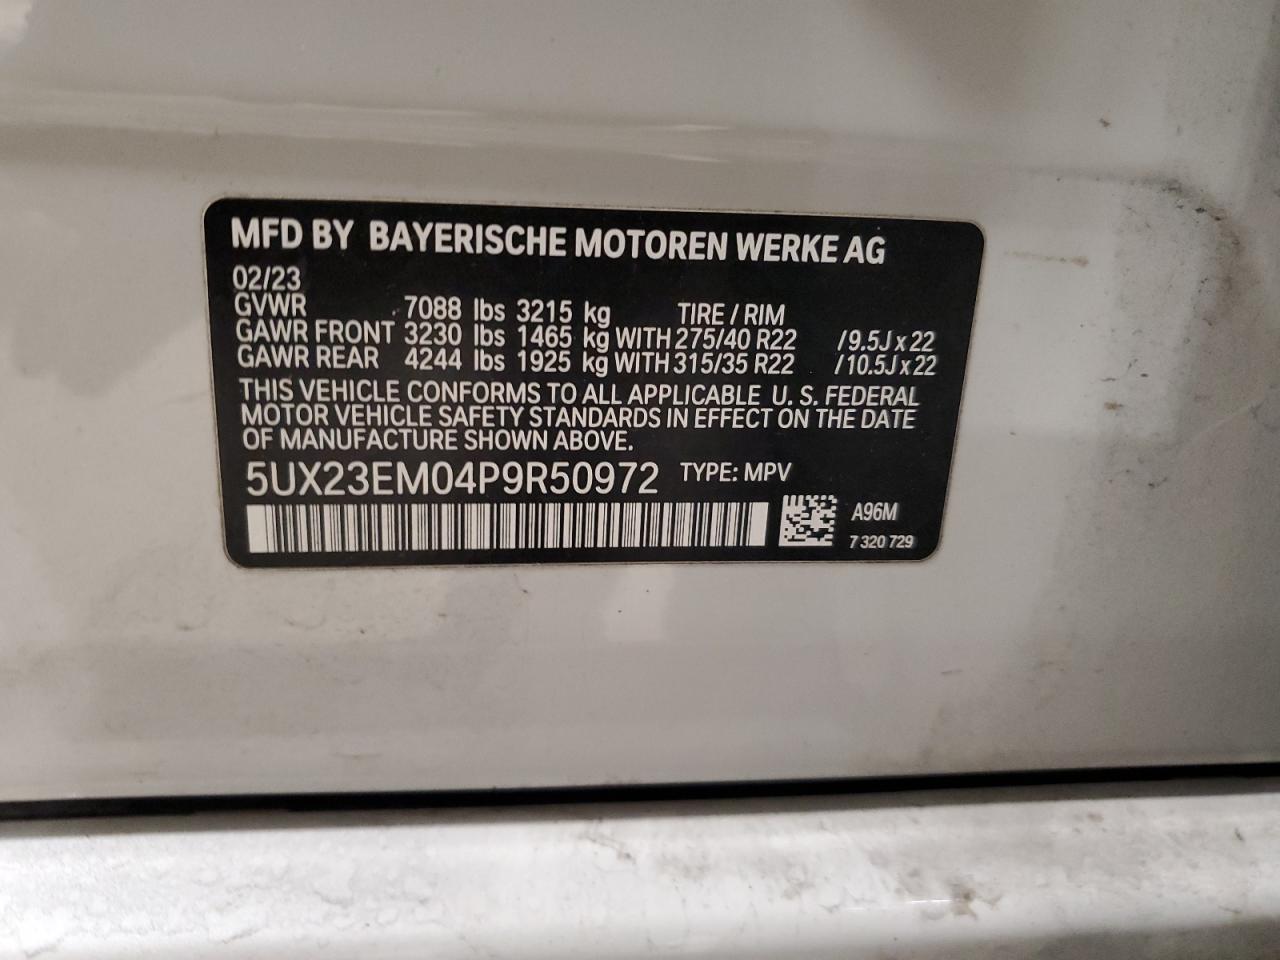 MFD BY BAYERISCHE MOTOREN WERKE AG
02/23
GVWR 7088 lbs 3215 kg TIRE / RIM
GAWR FRONT 3230 lbs 1465 kg WITH 275/40 R22 /9.5J x 22
GAWR REAR 4244 lbs 1925 kg WITH 315/35 R22 /10.5J x 22
THIS VEHICLE CONFORMS TO ALL APPLICABLE U. S. FEDERAL
MOTOR VEHICLE SAFETY STANDARDS IN EFFECT ON THE DATE
OF MANUFACTURE SHOWN ABOVE.
5UX23EM04P9R50972 TYPE: MPV
A96M
7 320 729